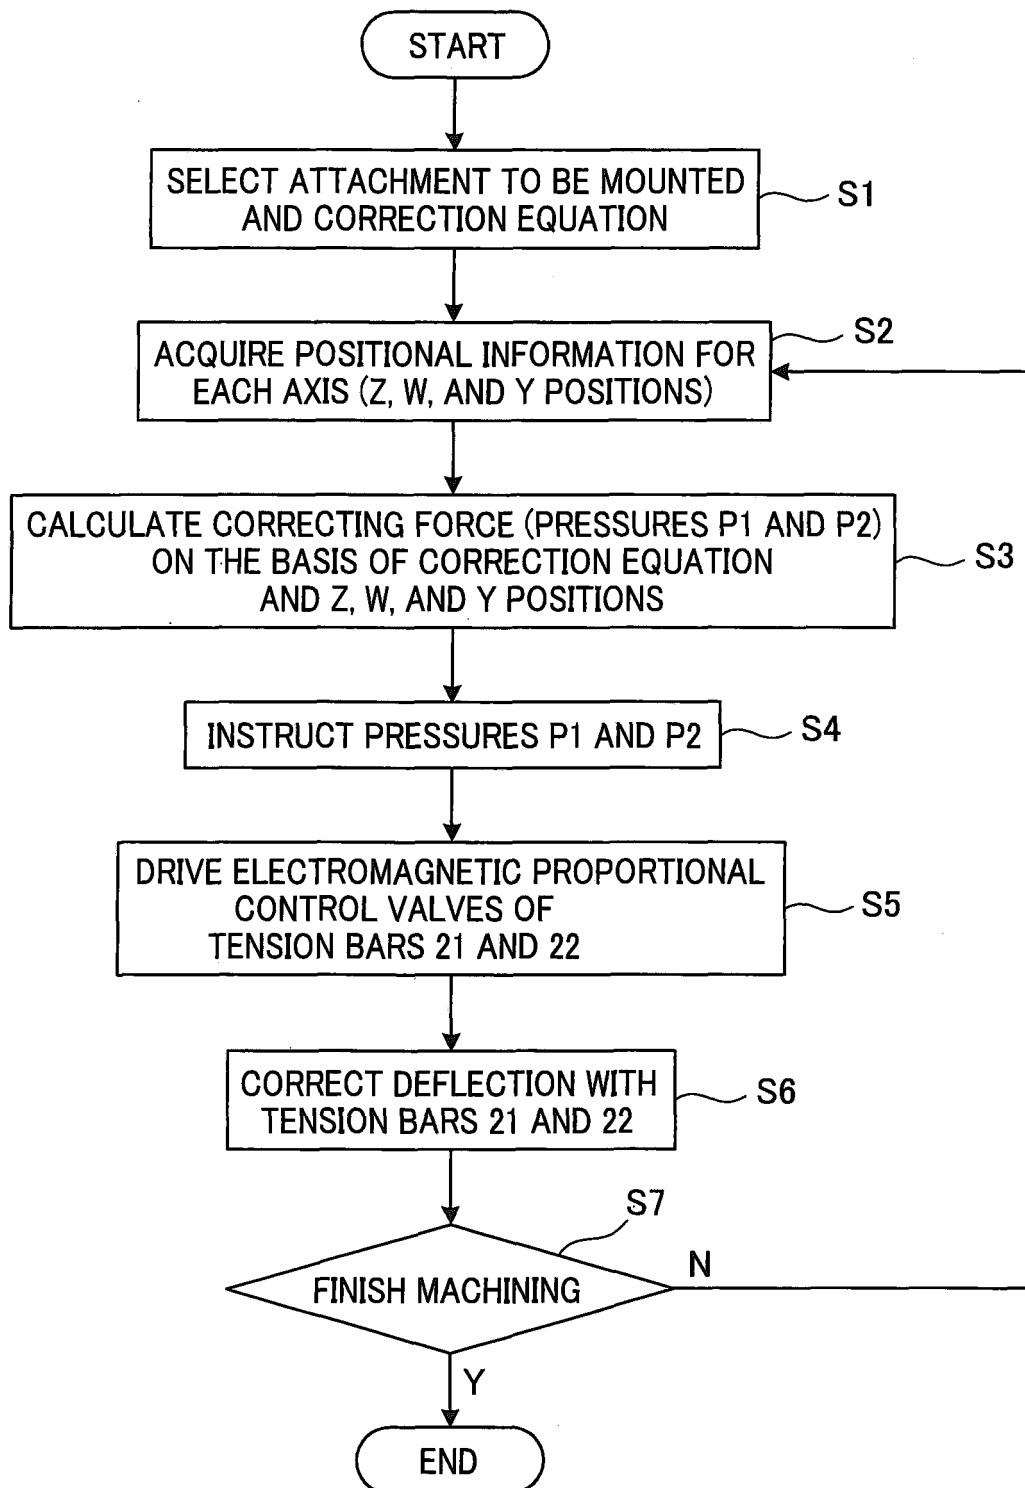 START
SELECT ATTACHMENT TO BE MOUNTED
AND CORRECTION EQUATION
S1
ACQUIRE POSITIONAL INFORMATION FOR
EACH AXIS (Z, W, AND Y POSITIONS)
S2
CALCULATE CORRECTING FORCE (PRESSURES P1 AND P2)
ON THE BASIS OF CORRECTION EQUATION
AND Z, W, AND Y POSITIONS
S3
INSTRUCT PRESSURES P1 AND P2
S4
DRIVE ELECTROMAGNETIC PROPORTIONAL
CONTROL VALVES OF
TENSION BARS 21 AND 22
S5
CORRECT DEFLECTION WITH
TENSION BARS 21 AND 22
S6
S7
FINISH MACHINING
N
Y
END